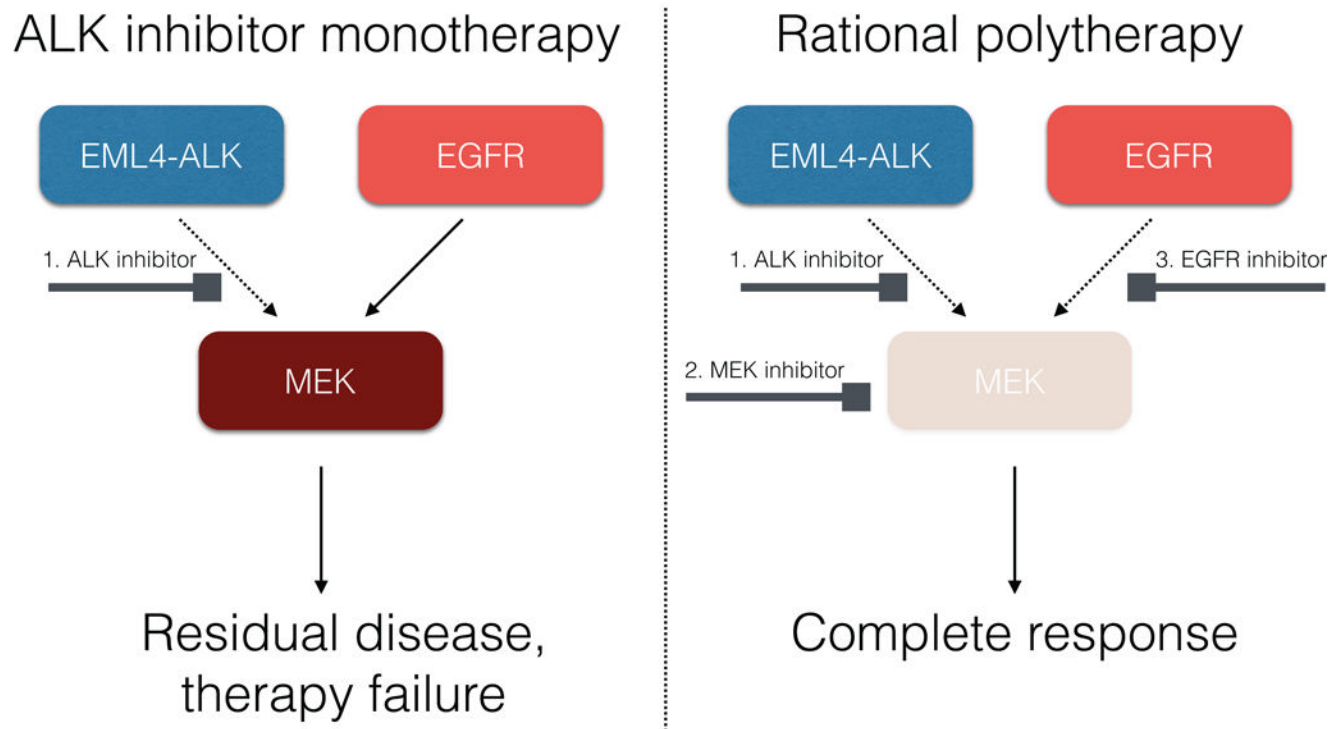 ALK inhibitor monotherapy
EML4-ALK
EGFR
1. ALK inhibitor
MEK
Residual disease,
therapy failure
Rational polytherapy
EML4-ALK
EGFR
1. ALK inhibitor
3. EGFR inhibitor
2. MEK inhibitor
MEK
Complete response